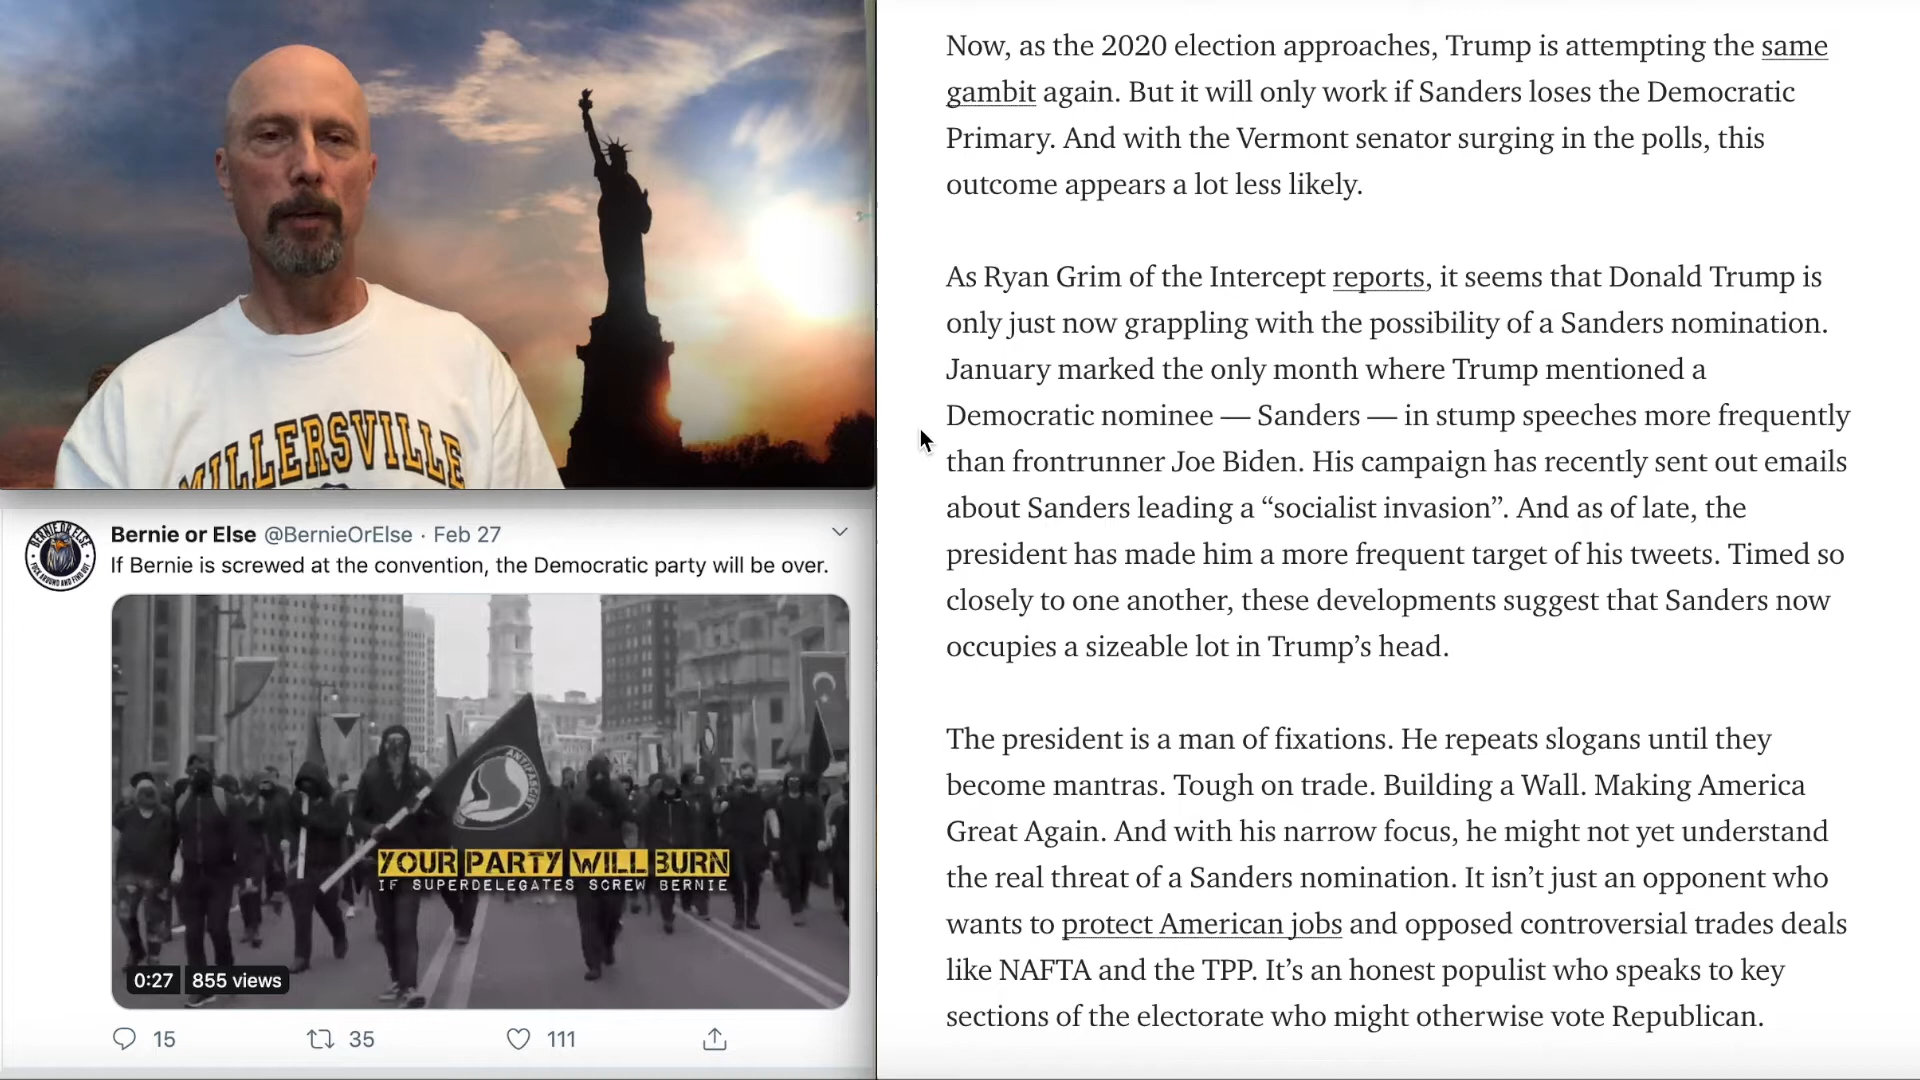 MILLERSVILLE
Bernie or Else @BernieOrElse · Feb 27
If Bernie is screwed at the convention, the Democratic party will be over.
BERNIE OR ELSE
FUCK AROUND AND FIND OUT
ANTIFASCIST
YOUR PARTY WILL BURN
IF SUPERDELEGATES SCREW BERNIE
0:27 855 views
15 35 111
Now, as the 2020 election approaches, Trump is attempting the same
gambit again. But it will only work if Sanders loses the Democratic
Primary. And with the Vermont senator surging in the polls, this
outcome appears a lot less likely.
As Ryan Grim of the Intercept reports, it seems that Donald Trump is
only just now grappling with the possibility of a Sanders nomination.
January marked the only month where Trump mentioned a
Democratic nominee — Sanders — in stump speeches more frequently
than frontrunner Joe Biden. His campaign has recently sent out emails
about Sanders leading a “socialist invasion”. And as of late, the
president has made him a more frequent target of his tweets. Timed so
closely to one another, these developments suggest that Sanders now
occupies a sizeable lot in Trump’s head.
The president is a man of fixations. He repeats slogans until they
become mantras. Tough on trade. Building a Wall. Making America
Great Again. And with his narrow focus, he might not yet understand
the real threat of a Sanders nomination. It isn’t just an opponent who
wants to protect American jobs and opposed controversial trades deals
like NAFTA and the TPP. It’s an honest populist who speaks to key
sections of the electorate who might otherwise vote Republican.